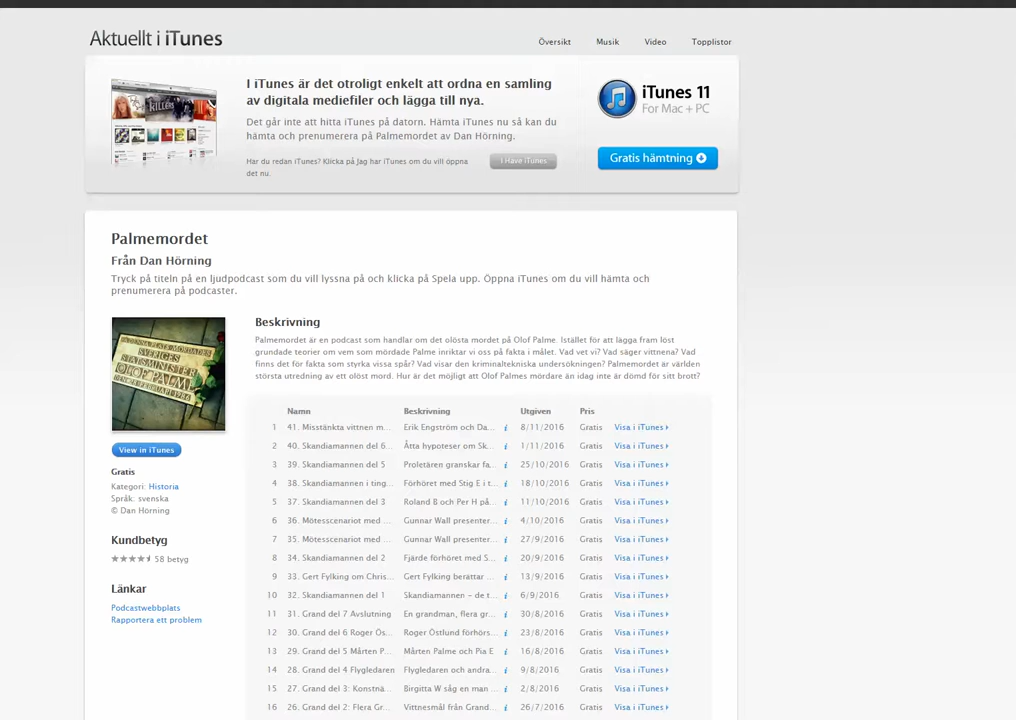 Aktuellt i iTunes
Översikt Musik Video Topplistor
I iTunes är det otroligt enkelt att ordna en samling
av digitala mediefiler och lägga till nya.
Det går inte att hitta iTunes på datorn. Hämta iTunes nu så kan du
hämta och prenumerera på Palmemordet av Dan Hörning.
Har du redan iTunes? Klicka på Jag har iTunes om du vill öppna
det nu.
I Have iTunes
iTunes 11
For Mac + PC
Gratis hämtning
Palmemordet
Från Dan Hörning
Tryck på titeln på en ljudpodcast som du vill lyssna på och klicka på Spela upp. Öppna iTunes om du vill hämta och
prenumerera på podcaster.
SVERIGES
STATSMINISTER
OLOF PALME
View in iTunes
Gratis
Kategori: Historia
Språk: svenska
© Dan Hörning
Kundbetyg
58 betyg
Länkar
Podcastwebbplats
Rapportera ett problem
Beskrivning
Palmemordet är en podcast som handlar om det olösta mordet på Olof Palme. Istället för att lägga fram löst
grundade teorier om vem som mördade Palme inriktar vi oss på fakta i målet. Vad vet vi? Vad säger vittnena? Vad
finns det för fakta som styrka vissa spår? Vad visar den kriminaltekniska undersökningen? Palmemordet är världen
största utredning av ett olöst mord. Hur är det möjligt att Olof Palmes mördare än idag inte är dömd för sitt brott?
Namn Beskrivning Utgiven Pris
1 41. Misstänkta vittnen m... Erik Engström och Da... i 8/11/2016 Gratis Visa i iTunes
2 40. Skandiamannen del 6... Åtta hypoteser om Sk... i 1/11/2016 Gratis Visa i iTunes
3 39. Skandiamannen del 5 Proletären granskar fa... i 25/10/2016 Gratis Visa i iTunes
4 38. Skandiamannen i ting... Förhöret med Stig E i t... i 18/10/2016 Gratis Visa i iTunes
5 37. Skandiamannen del 3 Roland B och Per H på... i 11/10/2016 Gratis Visa i iTunes
6 36. Mötesscenariot med ... Gunnar Wall presenter... i 4/10/2016 Gratis Visa i iTunes
7 35. Mötesscenariot med ... Gunnar Wall presenter... i 27/9/2016 Gratis Visa i iTunes
8 34. Skandiamannen del 2 Fjärde förhöret med S... i 20/9/2016 Gratis Visa i iTunes
9 33. Gert Fylking om Chris... Gert Fylking berättar ... i 13/9/2016 Gratis Visa i iTunes
10 32. Skandiamannen del 1 Skandiamannen - de t... i 6/9/2016 Gratis Visa i iTunes
11 31. Grand del 7 Avslutning En grandman, flera gr... i 30/8/2016 Gratis Visa i iTunes
12 30. Grand del 6 Roger Ös... Roger Östlund förhörs... i 23/8/2016 Gratis Visa i iTunes
13 29. Grand del 5 Mårten P... Mårten Palme och Pia E i 16/8/2016 Gratis Visa i iTunes
14 28. Grand del 4 Flygledaren Flygledaren och andra... i 9/8/2016 Gratis Visa i iTunes
15 27. Grand del 3: Konstnä... Birgitta W såg en man ... i 2/8/2016 Gratis Visa i iTunes
16 26. Grand del 2: Flera Gr... Vittnesmål från Grand... i 26/7/2016 Gratis Visa i iTunes